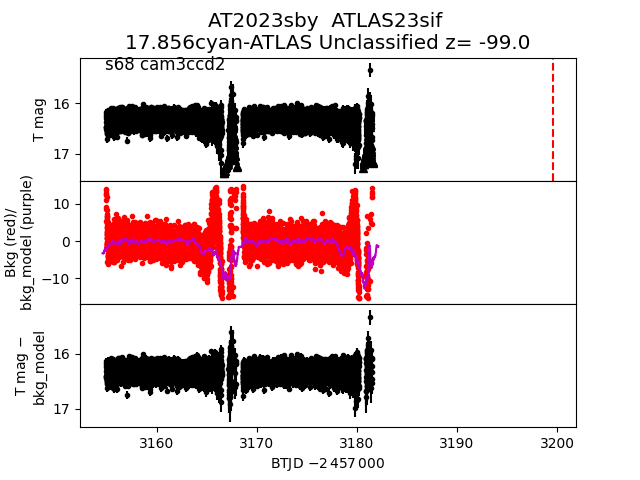 AT2023sby  ATLAS23sif
17.856cyan-ATLAS Unclassified z= -99.0
s68 cam3ccd2
T mag
16
17
Bkg (red)/
bkg_model (purple)
10
0
−10
T mag −
bkg_model
16
17
3160 3170 3180 3190 3200
BTJD −2 457 000